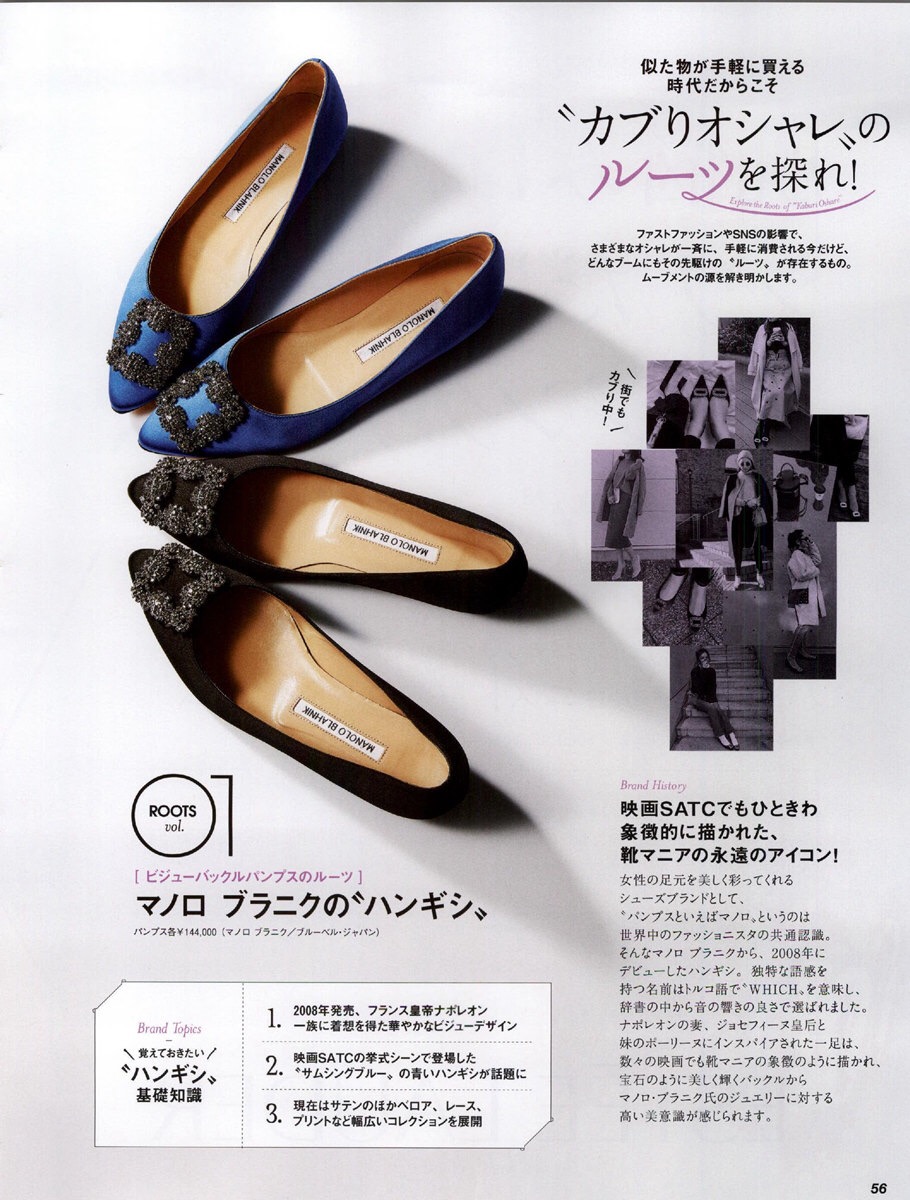 似た物が手軽に買える
時代だからこそ
〝カブりオシャレ〟の
ルーツを探れ!
Explore the Roots of "Kaburi Oshare"
ファストファッションやSNSの影響で、
さまざまなオシャレが一斉に、手軽に消費される今だけど、
どんなブームにもその先駆けの〝ルーツ〟が存在するもの。
ムーブメントの源を解き明かします。
街でも
カブり中!
MANOLO BLAHNIK
MANOLO BLAHNIK
MANOLO BLAHNIK
MANOLO BLAHNIK
ROOTS
vol.
01
[ ビジューバックルパンプスのルーツ ]
マノロ ブラニクの〝ハンギシ〟
パンプス各¥144,000（マノロ ブラニク／ブルーベル・ジャパン）
Brand Topics
覚えておきたい
〝ハンギシ〟
基礎知識
1. 2008年発売、フランス皇帝ナポレオン
一族に着想を得た華やかなビジューデザイン
2. 映画SATCの挙式シーンで登場した
〝サムシングブルー〟の青いハンギシが話題に
3. 現在はサテンのほかベロア、レース、
プリントなど幅広いコレクションを展開
Brand History
映画SATCでもひときわ
象徴的に描かれた、
靴マニアの永遠のアイコン!
女性の足元を美しく彩ってくれる
シューズブランドとして、
〝パンプスといえばマノロ〟というのは
世界中のファッショニスタの共通認識。
そんなマノロ ブラニクから、2008年に
デビューしたハンギシ。独特な語感を
持つ名前はトルコ語で〝WHICH〟を意味し、
辞書の中から音の響きの良さで選ばれました。
ナポレオンの妻、ジョセフィーヌ皇后と
妹のポーリーヌにインスパイアされた一足は、
数々の映画でも靴マニアの象徴のように描かれ、
宝石のように美しく輝くバックルから
マノロ・ブラニク氏のジュエリーに対する
高い美意識が感じられます。
56